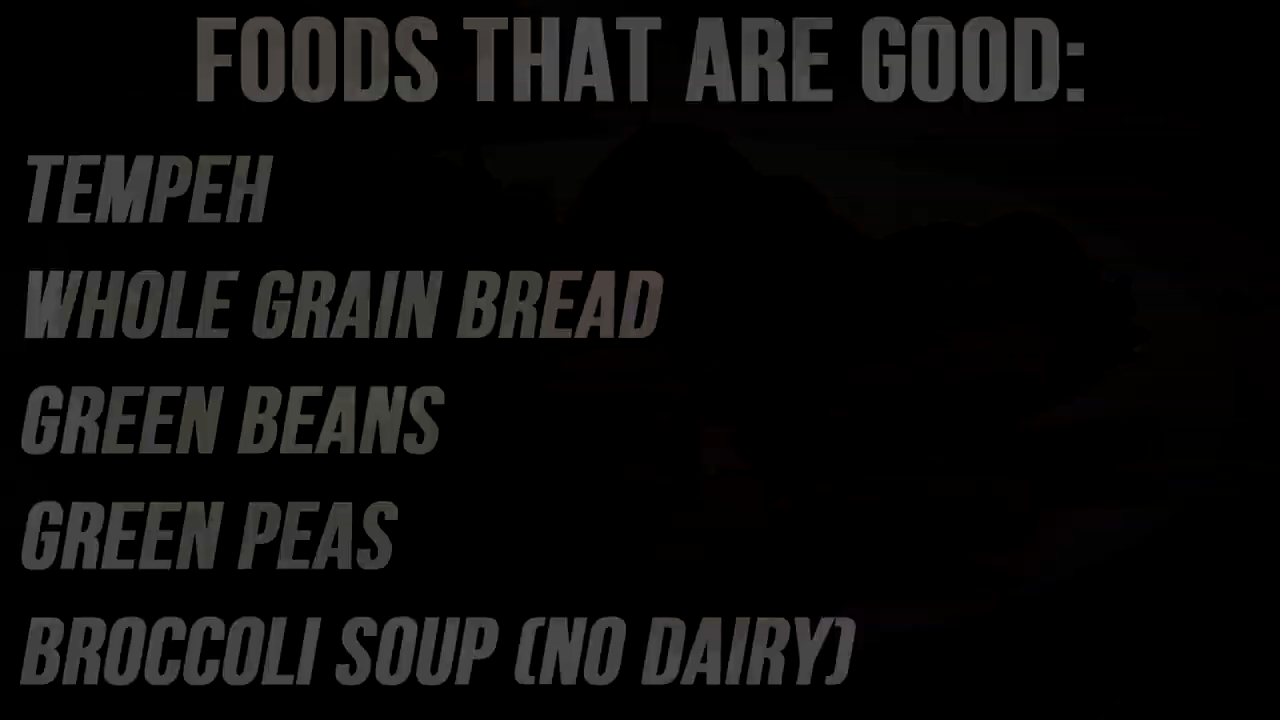 FOODS THAT ARE GOOD:
TEMPEH
WHOLE GRAIN BREAD
GREEN BEANS
GREEN PEAS
BROCCOLI SOUP (NO DAIRY)